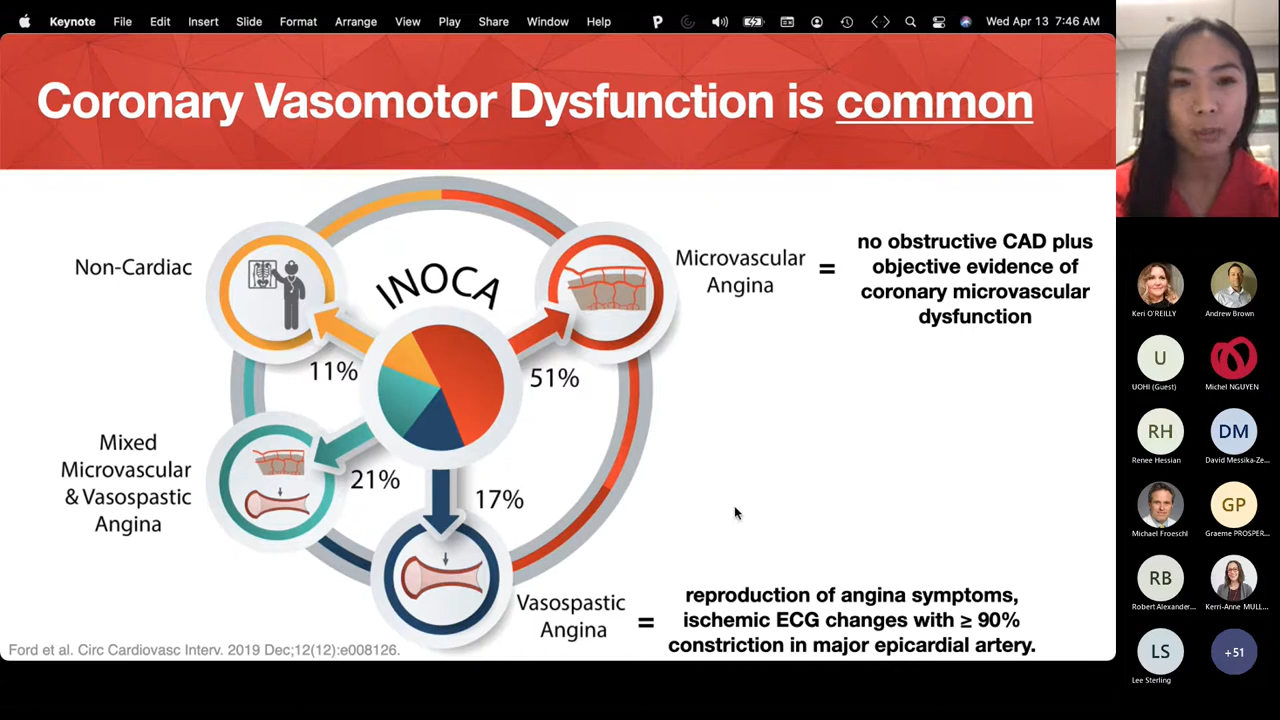 Keynote File Edit Insert Slide Format Arrange View Play Share Window Help Wed Apr 13 7:46 AM
Coronary Vasomotor Dysfunction is common
INOCA
Non-Cardiac
11%
Microvascular
Angina
51%
=
no obstructive CAD plus
objective evidence of
coronary microvascular
dysfunction
Mixed
Microvascular
& Vasospastic
Angina
21%
17%
Vasospastic
Angina
=
reproduction of angina symptoms,
ischemic ECG changes with ≥ 90%
constriction in major epicardial artery.
Ford et al. Circ Cardiovasc Interv. 2019 Dec;12(12):e008126.
Keri O'REILLY
Andrew Brown
U
UOHI (Guest)
Michel NGUYEN
RH
Renee Hessian
DM
David Messika-Ze...
Michael Froeschl
GP
Graeme PROSPER...
RB
Robert Alexander...
Kerri-Anne MULL...
LS
Lee Sterling
+51